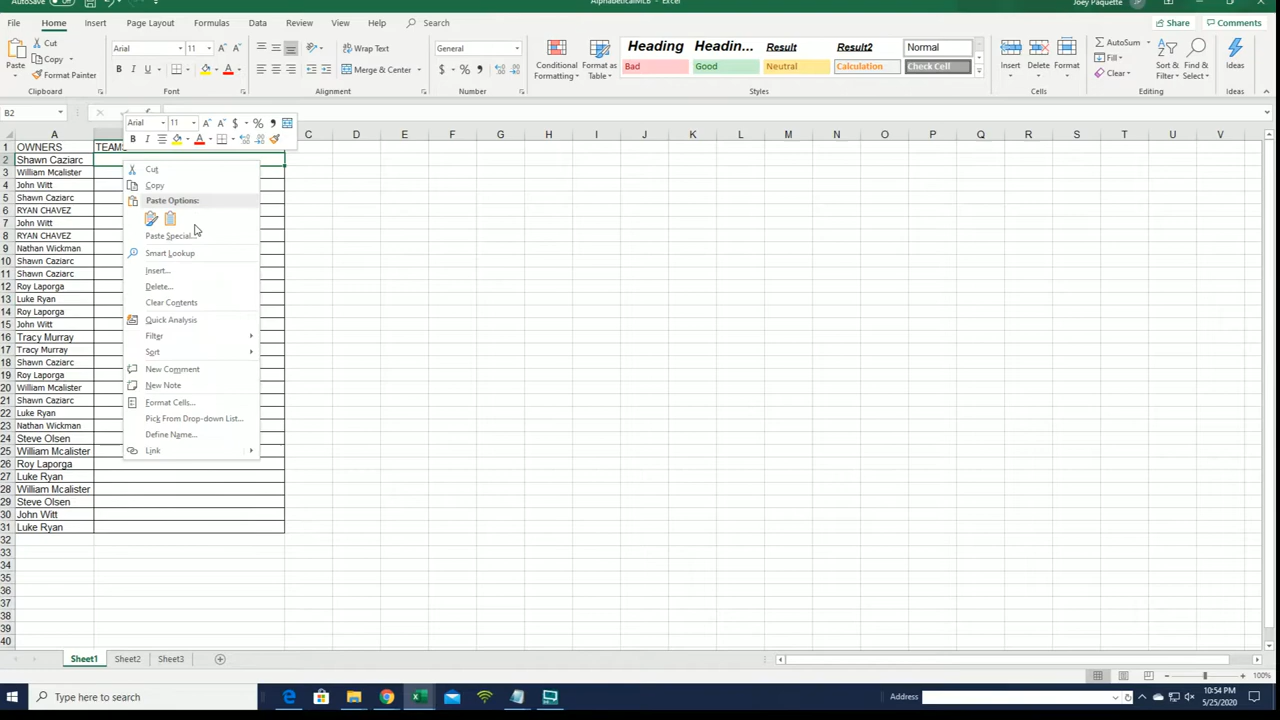 AutoSave Off AlphabeticalMLB - Excel Joey Paquette JP
File Home Insert Page Layout Formulas Data Review View Help Search Share Comments
Cut
Copy
Format Painter
Paste
Arial 11
Wrap Text
Merge & Center
General
Conditional Formatting
Format as Table
Heading Headin... Result Result2 Normal
Bad Good Neutral Calculation Check Cell
Insert Delete Format
AutoSum
Fill
Clear
Sort & Filter
Find & Select
Ideas
Clipboard Font Alignment Number Styles Cells Editing Ideas
B2
Arial 11
A C D E F G H I J K L M N O P Q R S T U V
1 OWNERS TEAMS
2 Shawn Caziarc
3 William Mcalister
4 John Witt
5 Shawn Caziarc
6 RYAN CHAVEZ
7 John Witt
8 RYAN CHAVEZ
9 Nathan Wickman
10 Shawn Caziarc
11 Shawn Caziarc
12 Roy Laporga
13 Luke Ryan
14 Roy Laporga
15 John Witt
16 Tracy Murray
17 Tracy Murray
18 Shawn Caziarc
19 Roy Laporga
20 William Mcalister
21 Shawn Caziarc
22 Luke Ryan
23 Nathan Wickman
24 Steve Olsen
25 William Mcalister
26 Roy Laporga
27 Luke Ryan
28 William Mcalister
29 Steve Olsen
30 John Witt
31 Luke Ryan
32
33
34
35
36
37
38
39
40
Cut
Copy
Paste Options:
Paste Special...
Smart Lookup
Insert...
Delete...
Clear Contents
Quick Analysis
Filter
Sort
New Comment
New Note
Format Cells...
Pick From Drop-down List...
Define Name...
Link
Sheet1 Sheet2 Sheet3
100%
Type here to search
Address
10:54 PM
5/25/2020